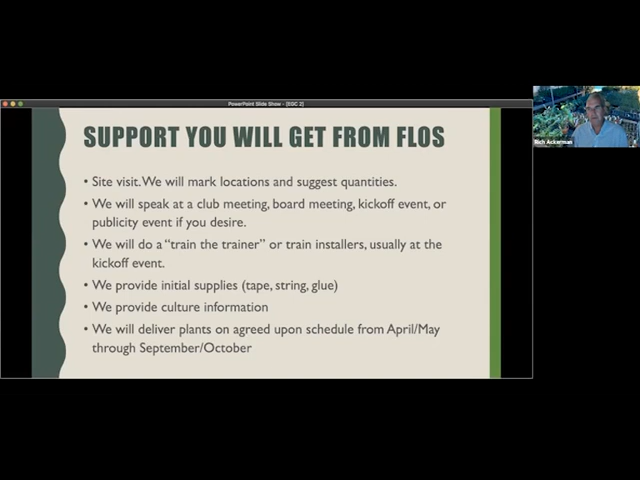 PowerPoint Slide Show - [EGC 2]
SUPPORT YOU WILL GET FROM FLOS
• Site visit. We will mark locations and suggest quantities.
• We will speak at a club meeting, board meeting, kickoff event, or
publicity event if you desire.
• We will do a “train the trainer” or train installers, usually at the
kickoff event.
• We provide initial supplies (tape, string, glue)
• We provide culture information
• We will deliver plants on agreed upon schedule from April/May
through September/October
Rich Ackerman